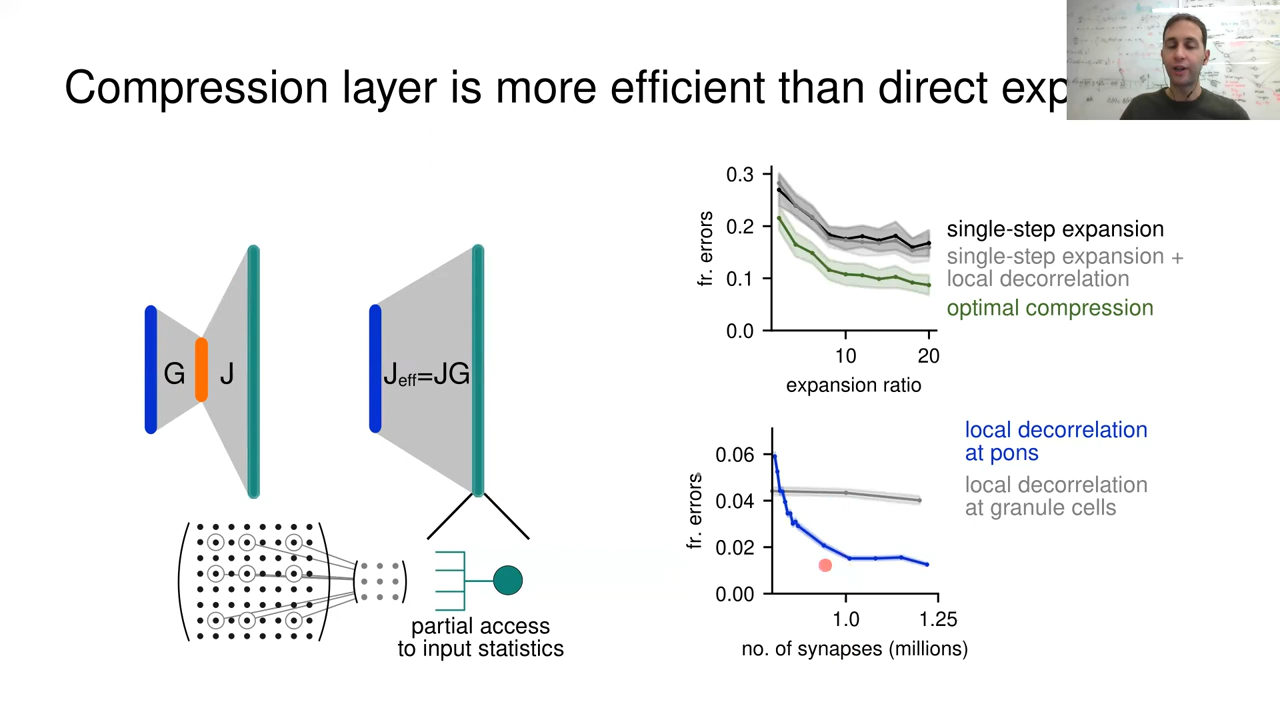 Compression layer is more efficient than direct exp
G
J
Jeff=JG
partial access
to input statistics
0.3
0.2
0.1
0.0
fr. errors
10
20
expansion ratio
single-step expansion
single-step expansion +
local decorrelation
optimal compression
0.06
0.04
0.02
0.00
fr. errors
1.0
1.25
no. of synapses (millions)
local decorrelation
at pons
local decorrelation
at granule cells